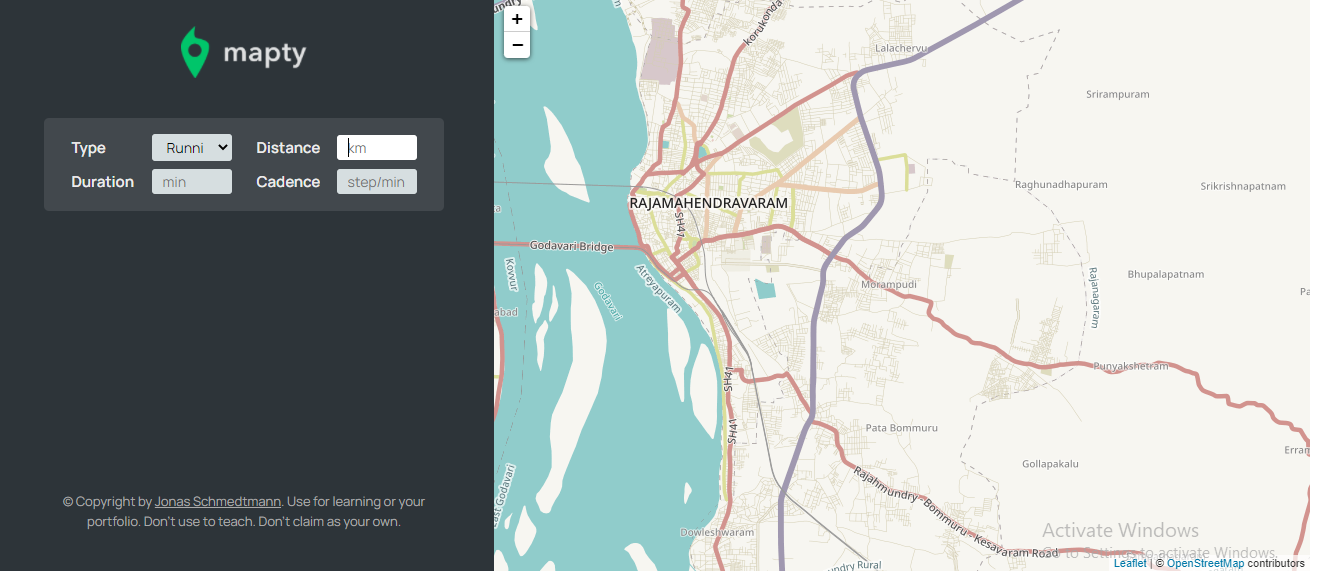 mapty
Type
Runni
Distance
km
Duration
min
Cadence
step/min
© Copyright by Jonas Schmedtmann. Use for learning or your
portfolio. Don't use to teach. Don't claim as your own.
+
−
korukonda
Lalachervu
Srirampuram
Raghunadhapuram
Srikrishnapatnam
RAJAMAHENDRAVARAM
SH41
Godavari Bridge
Kovvur
Atreyapuram
Godavari
abad
Morampudi
Rajanagaram
Bhupalapatnam
Pa
Punyakshetram
SH41
SH41
Pata Bommuru
Gollapakalu
Erram
Rajahmundry - Bommuru - Kesavaram Road
East Godavari
Dowleshwaram
ndry Rural
Activate Windows
Go to Settings to activate Windows.
Leaflet | © OpenStreetMap contributors